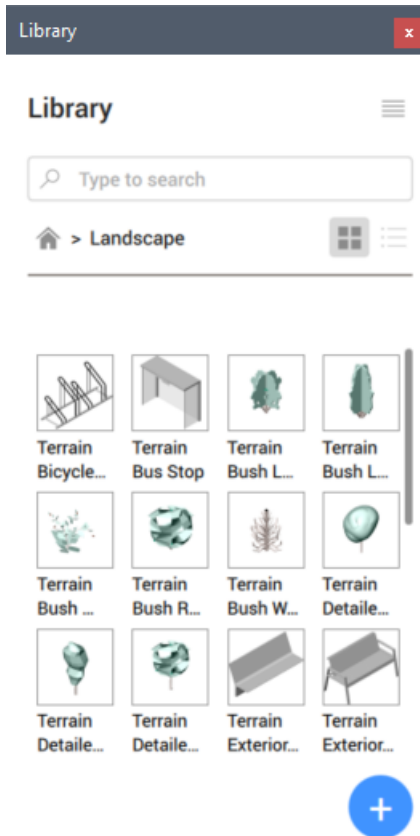 Library
x
Library
Type to search
> Landscape
Terrain Bicycle...
Terrain Bus Stop
Terrain Bush L...
Terrain Bush L...
Terrain Bush ...
Terrain Bush R...
Terrain Bush W...
Terrain Detaile...
Terrain Detaile...
Terrain Detaile...
Terrain Exterior...
Terrain Exterior...
+